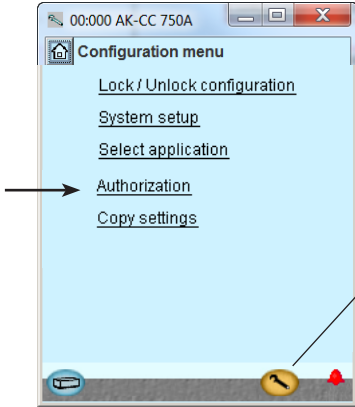 00:000 AK-CC 750A
Configuration menu
Lock / Unlock configuration
System setup
Select application
Authorization
Copy settings